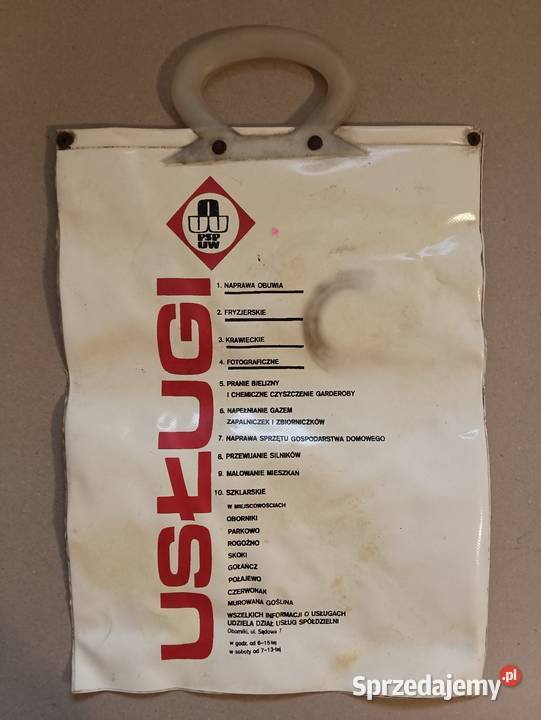 PSP
UW
USŁUGI
1. NAPRAWA OBUWIA
2. FRYZJERSKIE
3. KRAWIECKIE
4. FOTOGRAFICZNE
5. PRANIE BIELIZNY
I CHEMICZNE CZYSZCZENIE GARDEROBY
6. NAPEŁNIANIE GAZEM
ZAPALNICZEK I ZBIORNICZKÓW
7. NAPRAWA SPRZĘTU GOSPODARSTWA DOMOWEGO
8. PRZEWIJANIE SILNIKÓW
9. MALOWANIE MIESZKAŃ
10. SZKLARSKIE
W MIEJSCOWOŚCIACH
OBORNIKI
PARKOWO
ROGOŹNO
SKOKI
GOŁAŃCZ
POŁAJEWO
CZERWONAK
MUROWANA GOŚLINA
WSZELKICH INFORMACJI O USŁUGACH
UDZIELA DZIAŁ USŁUG SPÓŁDZIELNI
Oborniki, ul. Sądowa 7
w godz. od 6-15 tej
w soboty od 7-13-tej
Sprzedajemy.pl